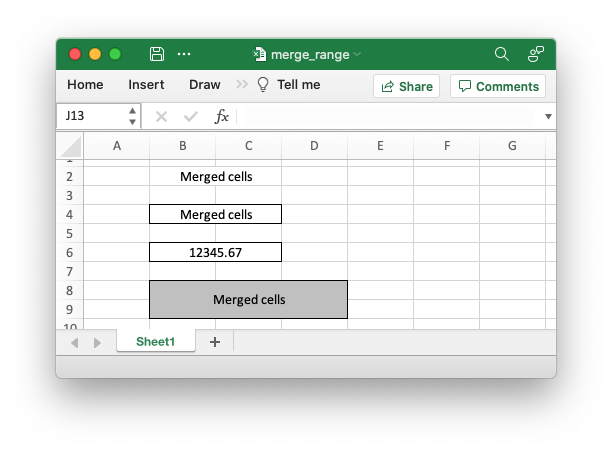 merge_range
Home Insert Draw Tell me Share Comments
J13 fx
A B C D E F G
2 Merged cells
3
4 Merged cells
5
6 12345.67
7
8
Merged cells
9
10
Sheet1 +